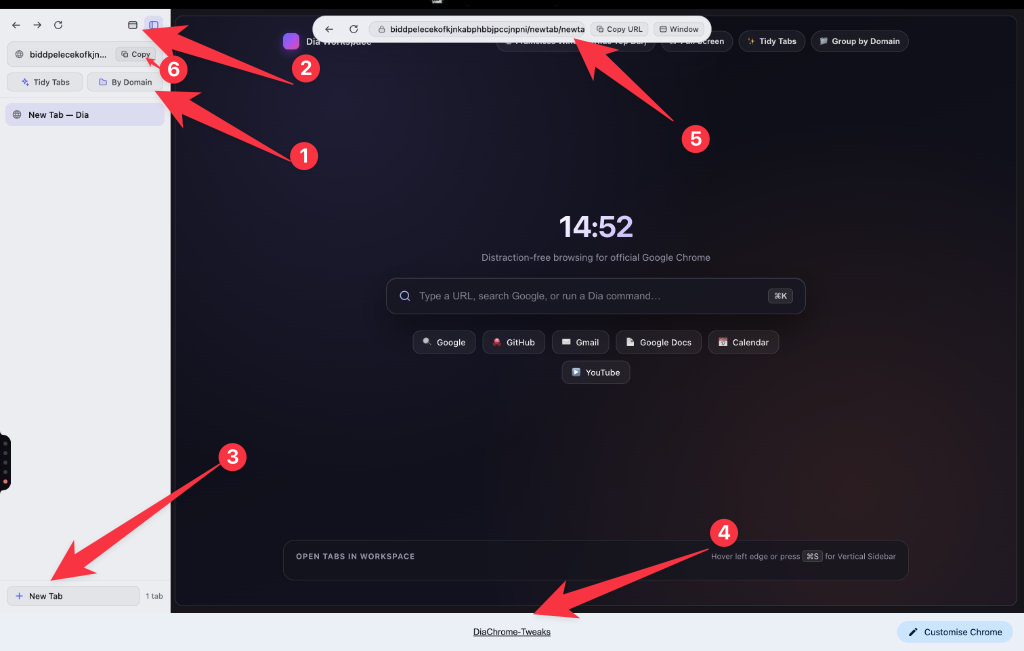 biddpelecekofkjn...
Copy
6
Tidy Tabs
By Domain
New Tab — Dia
2
1
Dia Workspace
biddpelecekofkjnkabphbbjpccjnpni/newtab/newta
Copy URL
Window
Screen
Tidy Tabs
Group by Domain
5
14:52
Distraction-free browsing for official Google Chrome
Type a URL, search Google, or run a Dia command...
⌘K
Google
GitHub
Gmail
Google Docs
Calendar
YouTube
3
4
OPEN TABS IN WORKSPACE
Hover left edge or press ⌘S for Vertical Sidebar
New Tab
1 tab
DiaChrome-Tweaks
Customise Chrome